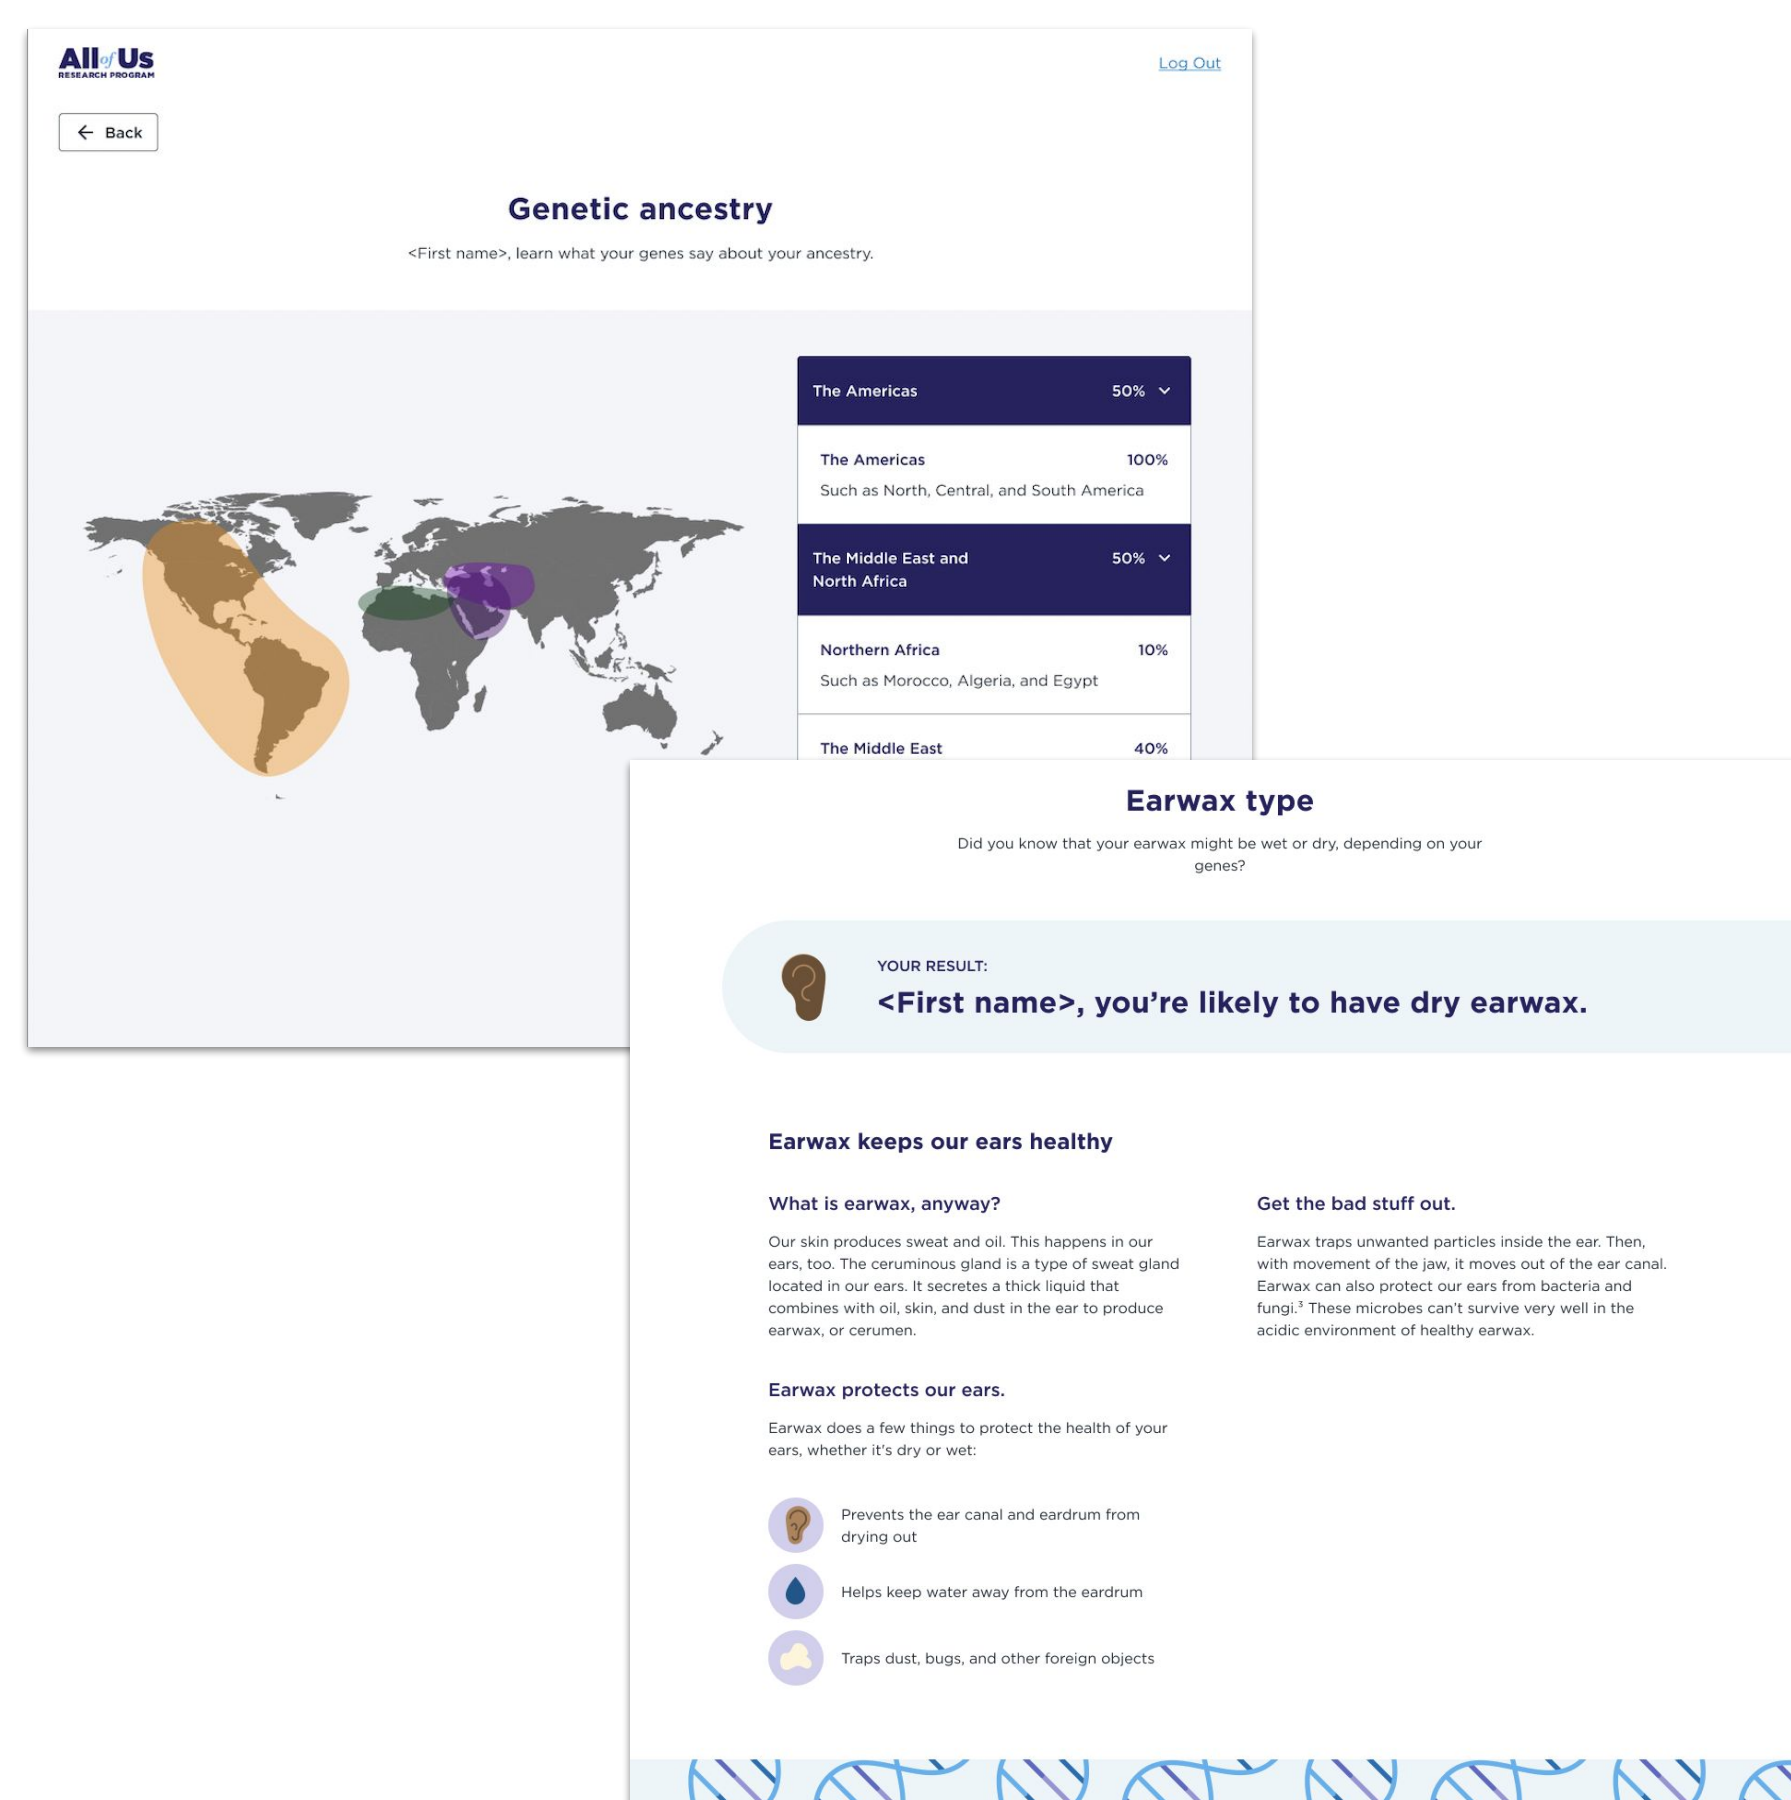 All of Us
RESEARCH PROGRAM
Log Out
← Back
Genetic ancestry
<First name>, learn what your genes say about your ancestry.
The Americas 50%
The Americas 100%
Such as North, Central, and South America
The Middle East and 50%
North Africa
Northern Africa 10%
Such as Morocco, Algeria, and Egypt
The Middle East 40%
Earwax type
Did you know that your earwax might be wet or dry, depending on your
genes?
YOUR RESULT:
<First name>, you’re likely to have dry earwax.
Earwax keeps our ears healthy
What is earwax, anyway?
Our skin produces sweat and oil. This happens in our
ears, too. The ceruminous gland is a type of sweat gland
located in our ears. It secretes a thick liquid that
combines with oil, skin, and dust in the ear to produce
earwax, or cerumen.
Get the bad stuff out.
Earwax traps unwanted particles inside the ear. Then,
with movement of the jaw, it moves out of the ear canal.
Earwax can also protect our ears from bacteria and
fungi.³ These microbes can’t survive very well in the
acidic environment of healthy earwax.
Earwax protects our ears.
Earwax does a few things to protect the health of your
ears, whether it's dry or wet:
Prevents the ear canal and eardrum from
drying out
Helps keep water away from the eardrum
Traps dust, bugs, and other foreign objects